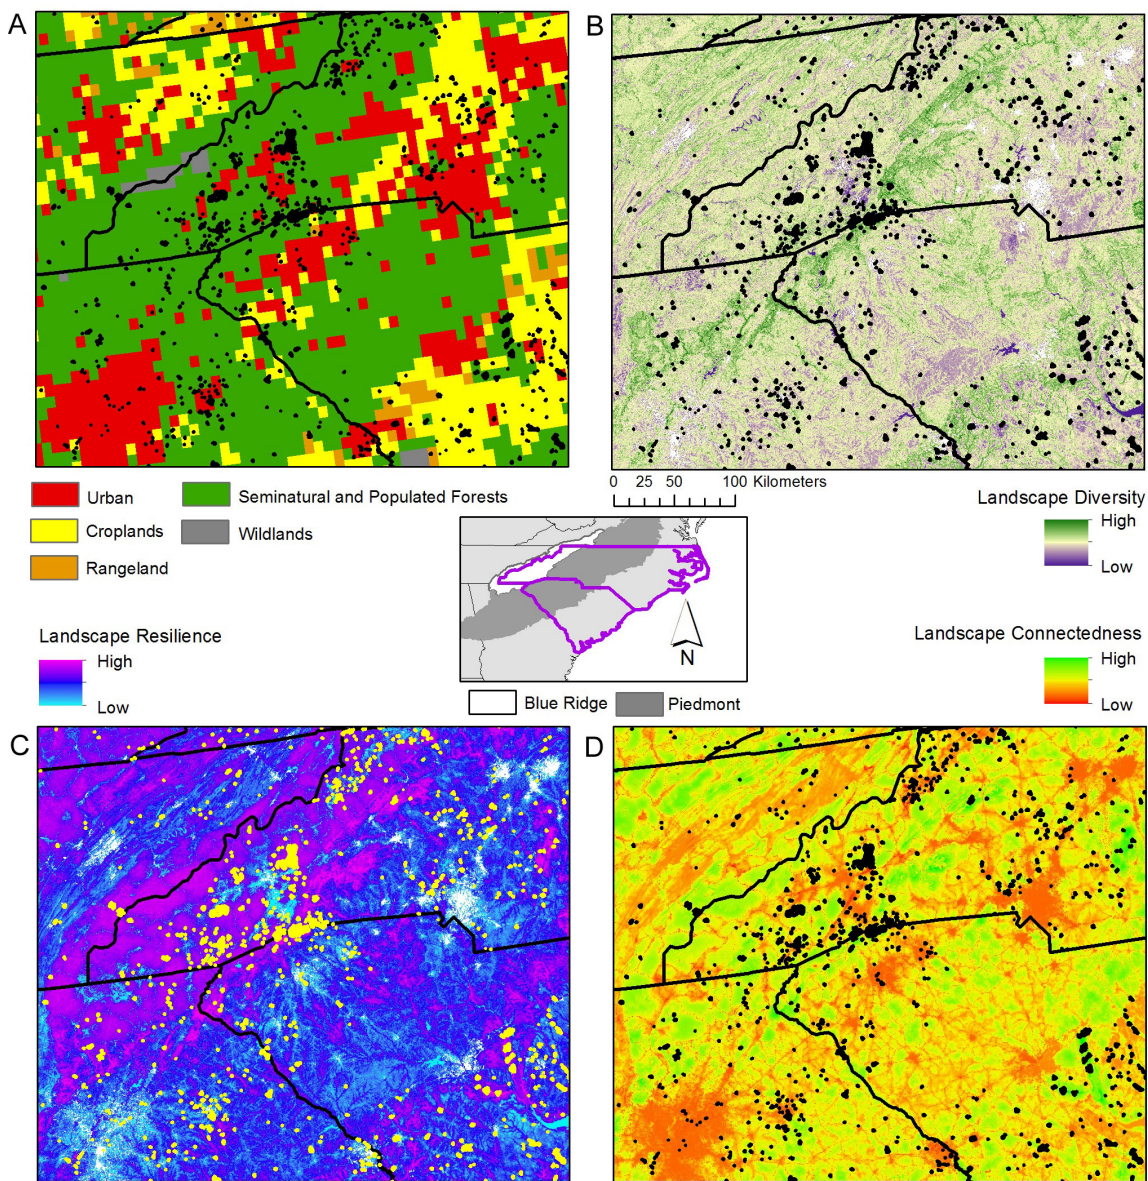 A
B
Urban
Seminatural and Populated Forests
Croplands
Wildlands
Rangeland
0 25 50 100 Kilometers
Landscape Diversity
High
Low
Landscape Resilience
High
Low
N
Landscape Connectedness
High
Low
Blue Ridge
Piedmont
C
D